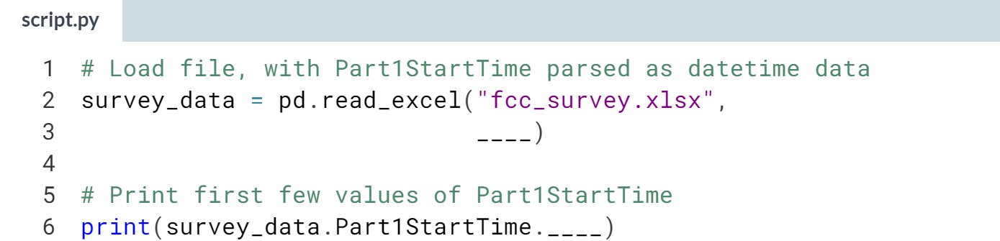 script.py
1 # Load file, with Part1StartTime parsed as datetime data
2 survey_data = pd.read_excel("fcc_survey.xlsx",
3                             ____)
4
5 # Print first few values of Part1StartTime
6 print(survey_data.Part1StartTime.____)